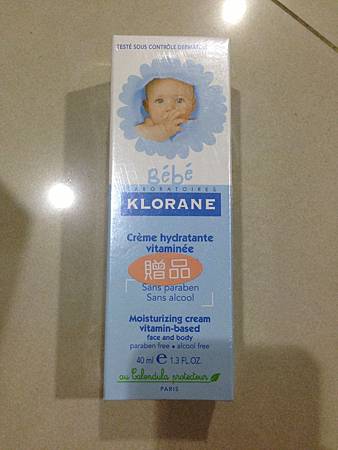 TESTÉ SOUS CONTRÔLE
Bébé
LABORATOIRES
KLORANE
Crème hydratante
vitaminée
贈品
Sans paraben
Sans alcool
Moisturizing cream
vitamin-based
face and body
paraben free • alcool free
40 ml e 1.3 FL.OZ.
au Calendula protecteur
PARIS